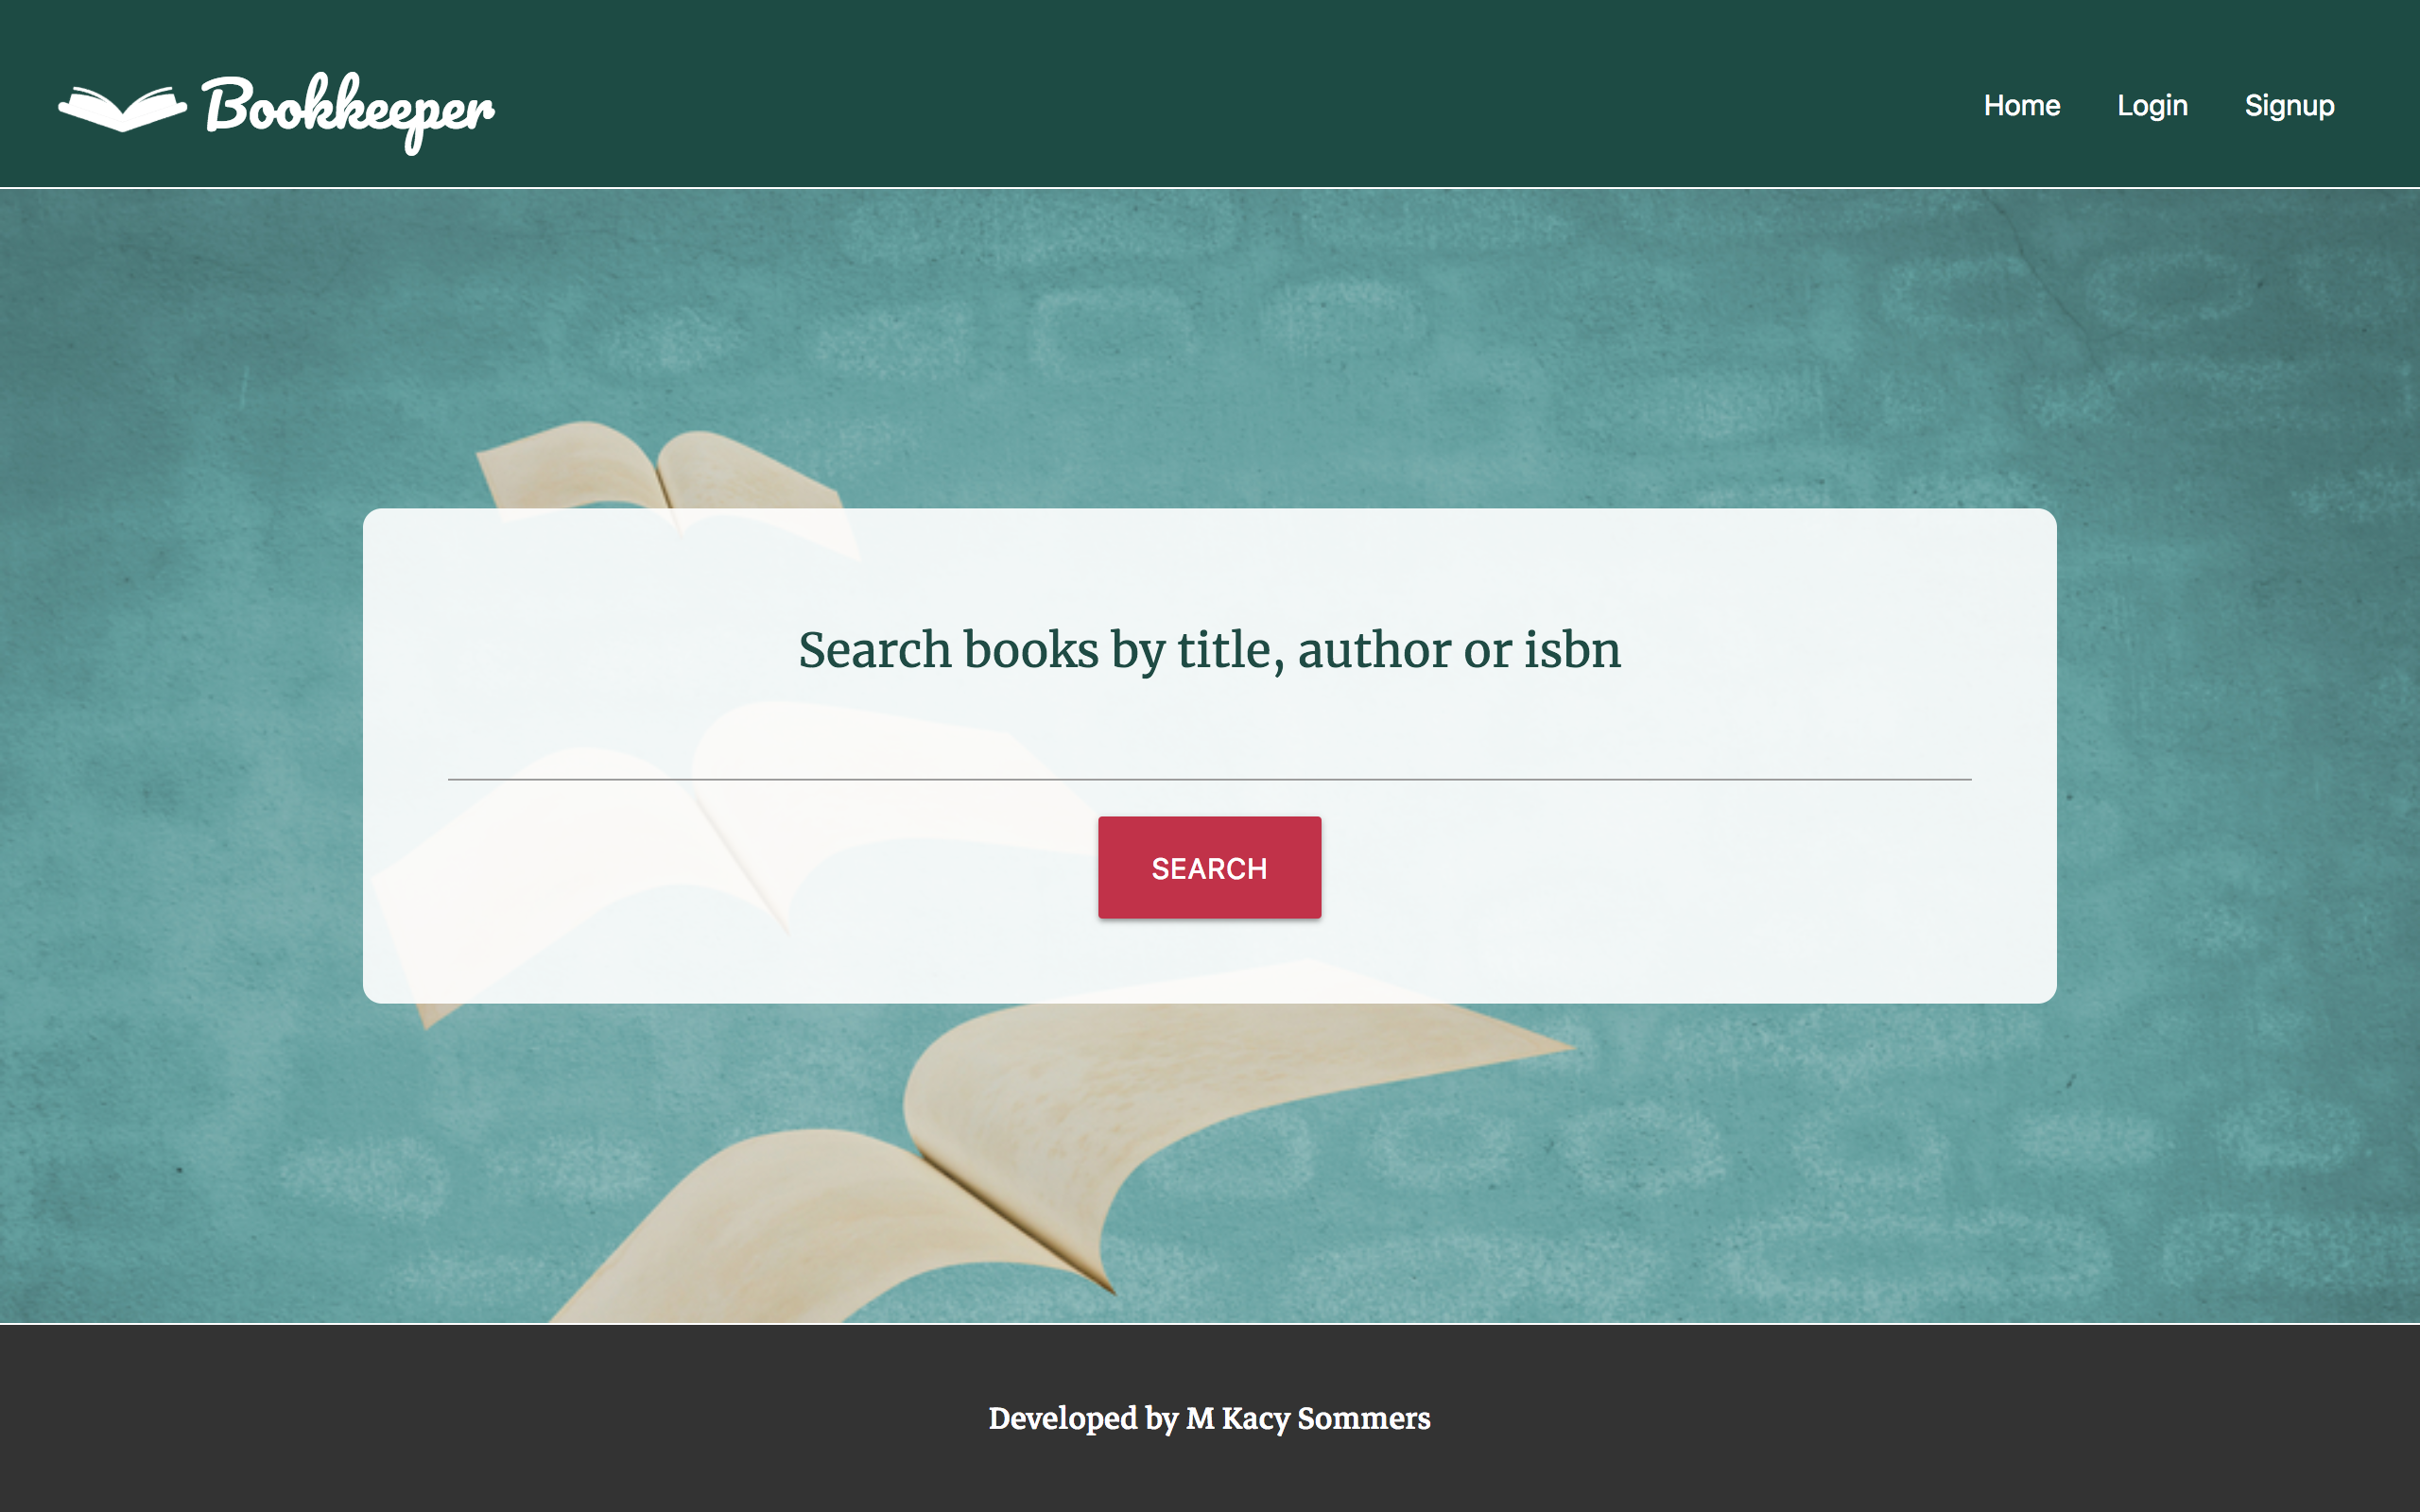 Bookkeeper
Home Login Signup
Search books by title, author or isbn
SEARCH
Developed by M Kacy Sommers